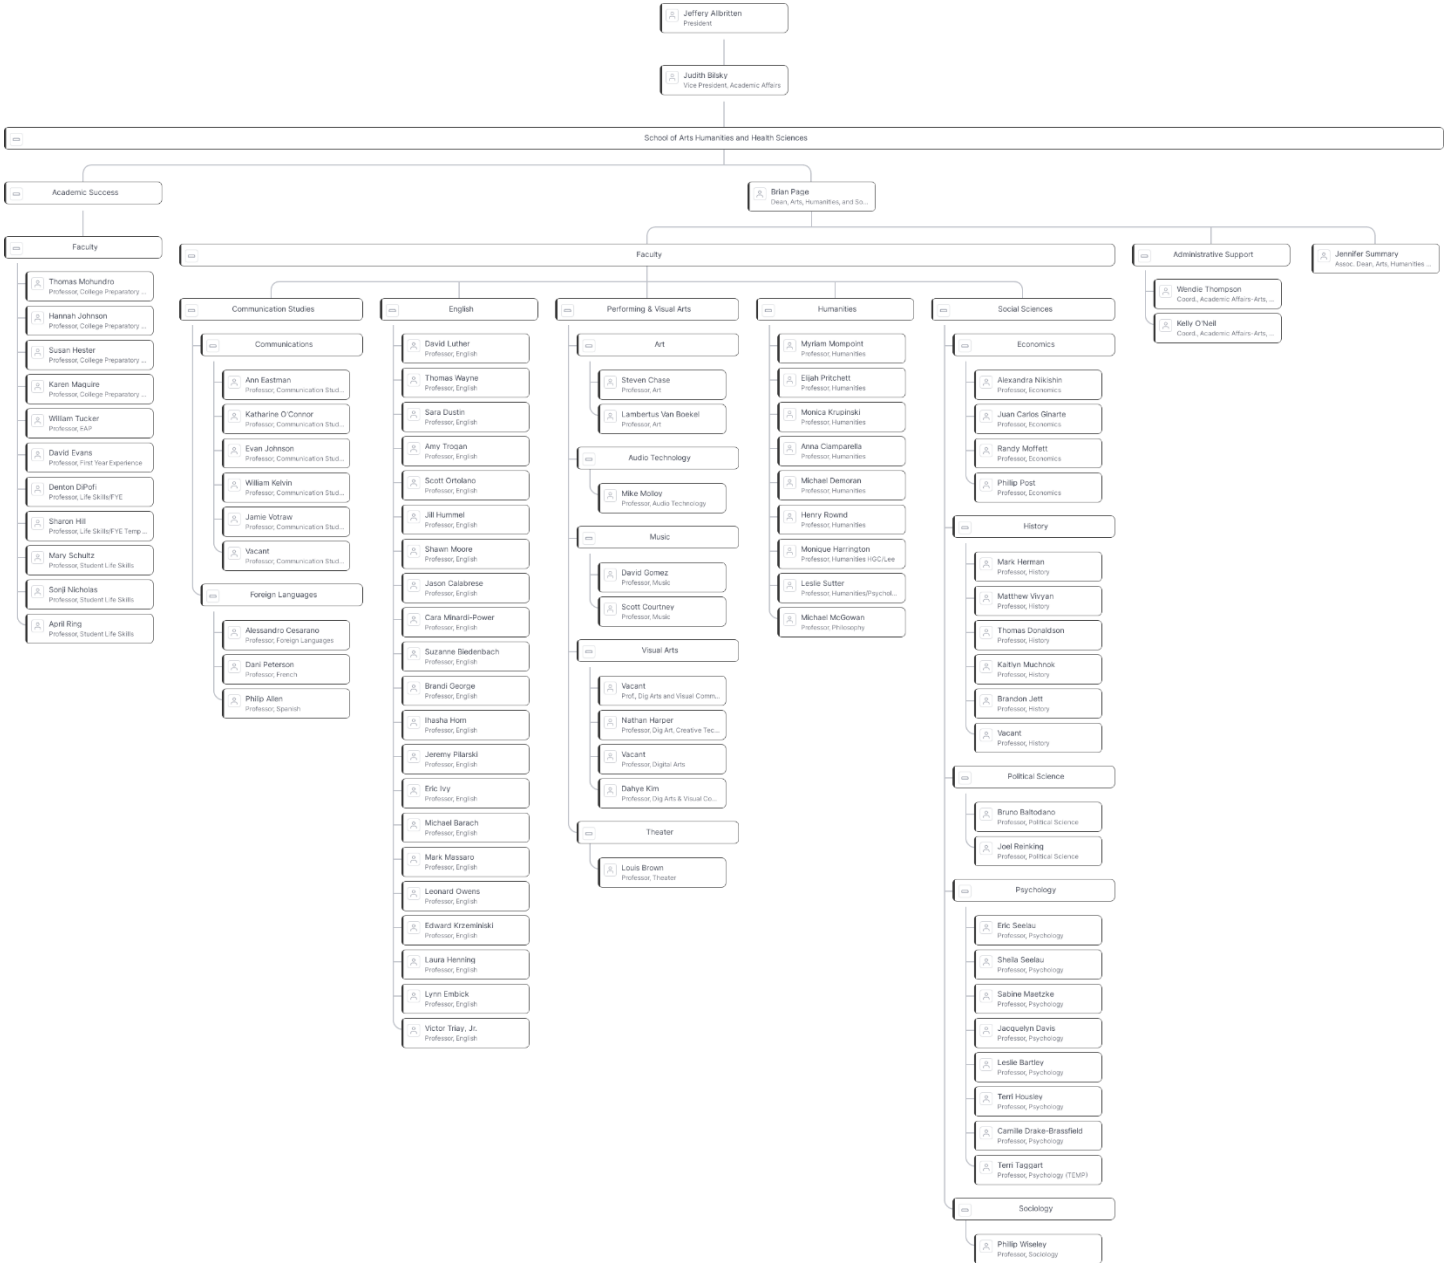 Jeffery Allbritten
President
Judith Bilsky
Vice President, Academic Affairs
School of Arts Humanities and Health Sciences
Academic Success
Faculty
Thomas Mohundro
Professor, College Preparatory ...
Hannah Johnson
Professor, College Preparatory ...
Susan Hester
Professor, College Preparatory ...
Karen Maguire
Professor, College Preparatory ...
William Tucker
Professor, EAP
David Evans
Professor, First Year Experience
Denton DiPofi
Professor, Life Skills/FYE
Sharon Hill
Professor, Life Skills/FYE Temp ...
Mary Schultz
Professor, Student Life Skills
Sonji Nicholas
Professor, Student Life Skills
April Ring
Professor, Student Life Skills
Brian Page
Dean, Arts, Humanities, and So...
Faculty
Communication Studies
Communications
Ann Eastman
Professor, Communication Stud...
Katharine O'Connor
Professor, Communication Stud...
Evan Johnson
Professor, Communication Stud...
William Kelvin
Professor, Communication Stud...
Jamie Votraw
Professor, Communication Stud...
Vacant
Professor, Communication Stud...
Foreign Languages
Alessandro Cesarano
Professor, Foreign Languages
Dani Peterson
Professor, French
Philip Allen
Professor, Spanish
English
David Luther
Professor, English
Thomas Wayne
Professor, English
Sara Dustin
Professor, English
Amy Trogan
Professor, English
Scott Ortolano
Professor, English
Jill Hummel
Professor, English
Shawn Moore
Professor, English
Jason Calabrese
Professor, English
Cara Minardi-Power
Professor, English
Suzanne Biedenbach
Professor, English
Brandi George
Professor, English
Ihasha Horn
Professor, English
Jeremy Pilarski
Professor, English
Eric Ivy
Professor, English
Michael Barach
Professor, English
Mark Massaro
Professor, English
Leonard Owens
Professor, English
Edward Krzeminiski
Professor, English
Laura Henning
Professor, English
Lynn Embick
Professor, English
Victor Triay, Jr.
Professor, English
Performing & Visual Arts
Art
Steven Chase
Professor, Art
Lambertus Van Boekel
Professor, Art
Audio Technology
Mike Molloy
Professor, Audio Technology
Music
David Gomez
Professor, Music
Scott Courtney
Professor, Music
Visual Arts
Vacant
Prof., Dig Arts and Visual Comm...
Nathan Harper
Professor, Dig Art, Creative Tec...
Vacant
Professor, Digital Arts
Dahye Kim
Professor, Dig Arts & Visual Co...
Theater
Louis Brown
Professor, Theater
Humanities
Myriam Mompoint
Professor, Humanities
Elijah Pritchett
Professor, Humanities
Monica Krupinski
Professor, Humanities
Anna Ciamparella
Professor, Humanities
Michael Demoran
Professor, Humanities
Henry Rownd
Professor, Humanities
Monique Harrington
Professor, Humanities HGC/Lee
Leslie Sutter
Professor, Humanities/Psychol...
Michael McGowan
Professor, Philosophy
Social Sciences
Economics
Alexandra Nikishin
Professor, Economics
Juan Carlos Ginarte
Professor, Economics
Randy Moffett
Professor, Economics
Phillip Post
Professor, Economics
History
Mark Herman
Professor, History
Matthew Vivyan
Professor, History
Thomas Donaldson
Professor, History
Kaitlyn Muchnok
Professor, History
Brandon Jett
Professor, History
Vacant
Professor, History
Political Science
Bruno Baltodano
Professor, Political Science
Joel Reinking
Professor, Political Science
Psychology
Eric Seelau
Professor, Psychology
Sheila Seelau
Professor, Psychology
Sabine Maetzke
Professor, Psychology
Jacquelyn Davis
Professor, Psychology
Leslie Bartley
Professor, Psychology
Terri Housley
Professor, Psychology
Camille Drake-Brassfield
Professor, Psychology
Terri Taggart
Professor, Psychology (TEMP)
Sociology
Phillip Wiseley
Professor, Sociology
Administrative Support
Wendie Thompson
Coord., Academic Affairs-Arts, ...
Kelly O'Neil
Coord., Academic Affairs-Arts, ...
Jennifer Summary
Assoc. Dean, Arts, Humanities ...